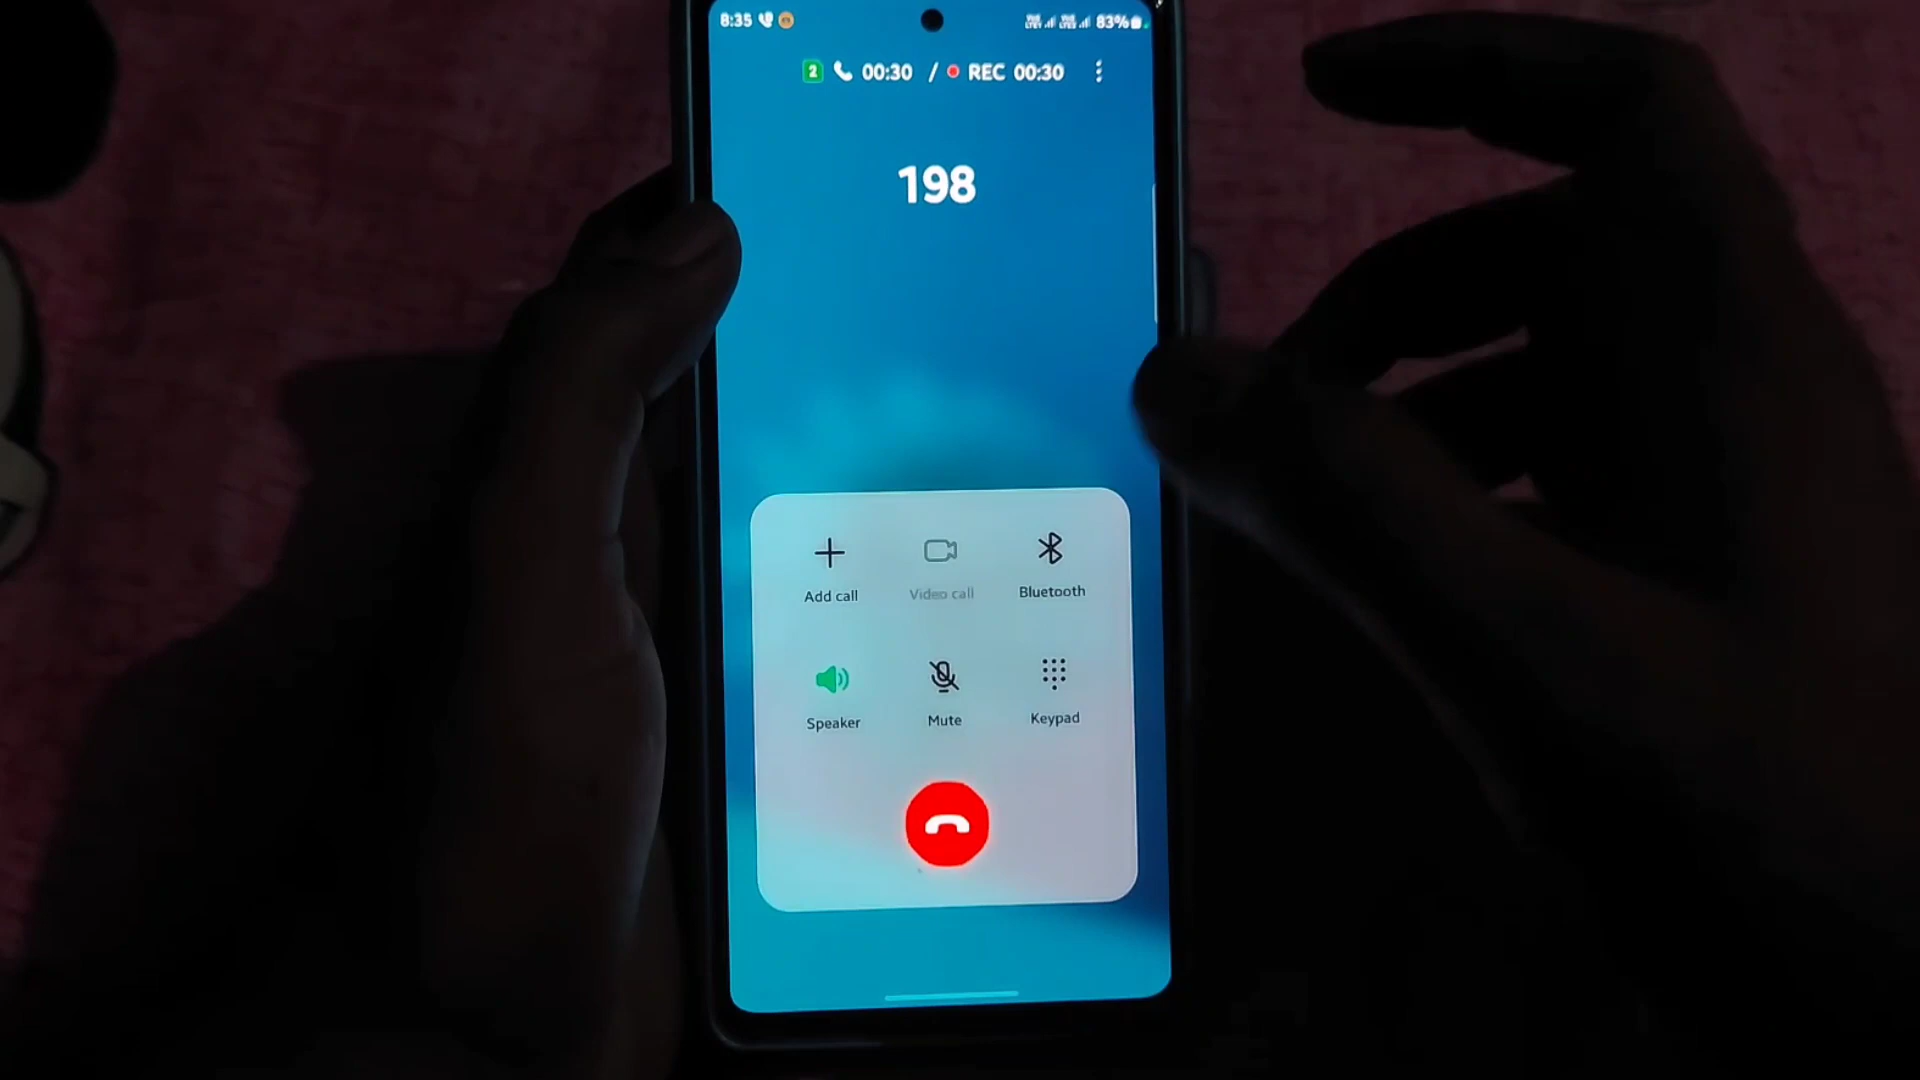 8:35 83%
2 00:30 / REC 00:30
198
Add call Video call Bluetooth
Speaker Mute Keypad